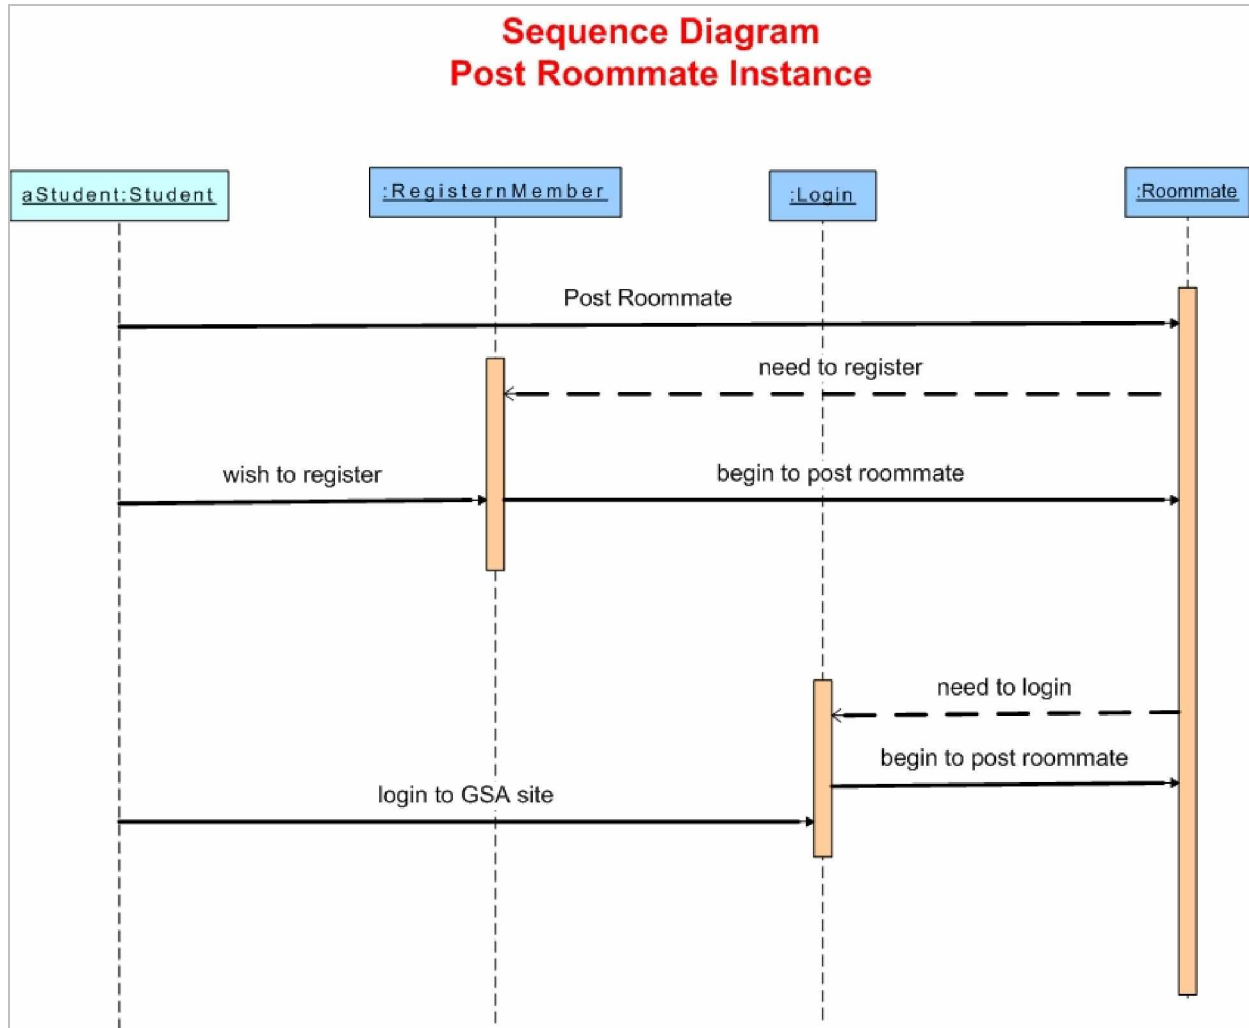 Sequence Diagram
Post Roommate Instance
aStudent:Student
:RegisternMember
:Login
:Roommate
Post Roommate
need to register
wish to register
begin to post roommate
need to login
begin to post roommate
login to GSA site